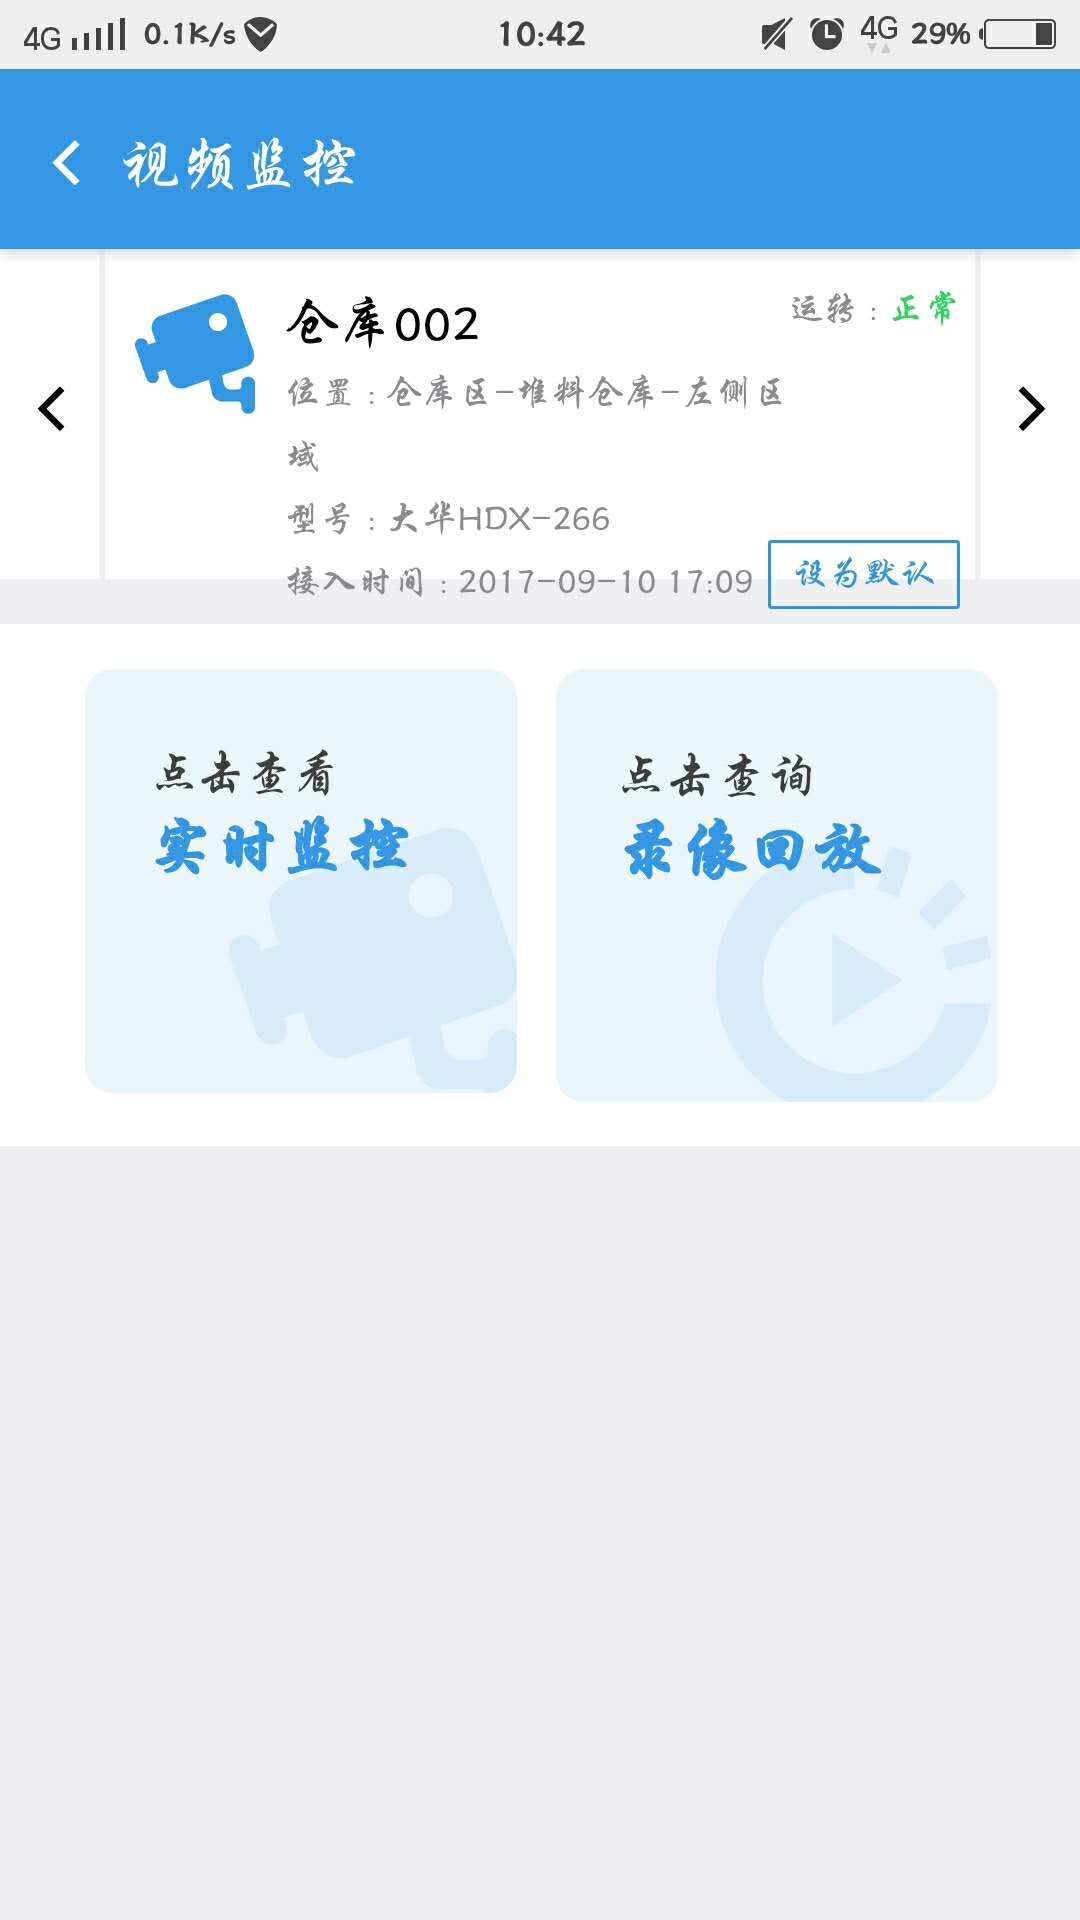 4G 0.1K/s 10:42 4G 29%
视频监控
仓库002
运转：正常
位置：仓库区-堆料仓库-左侧区
域
型号：大华HDX-266
接入时间：2017-09-10 17:09
设为默认
点击查看
实时监控
点击查询
录像回放